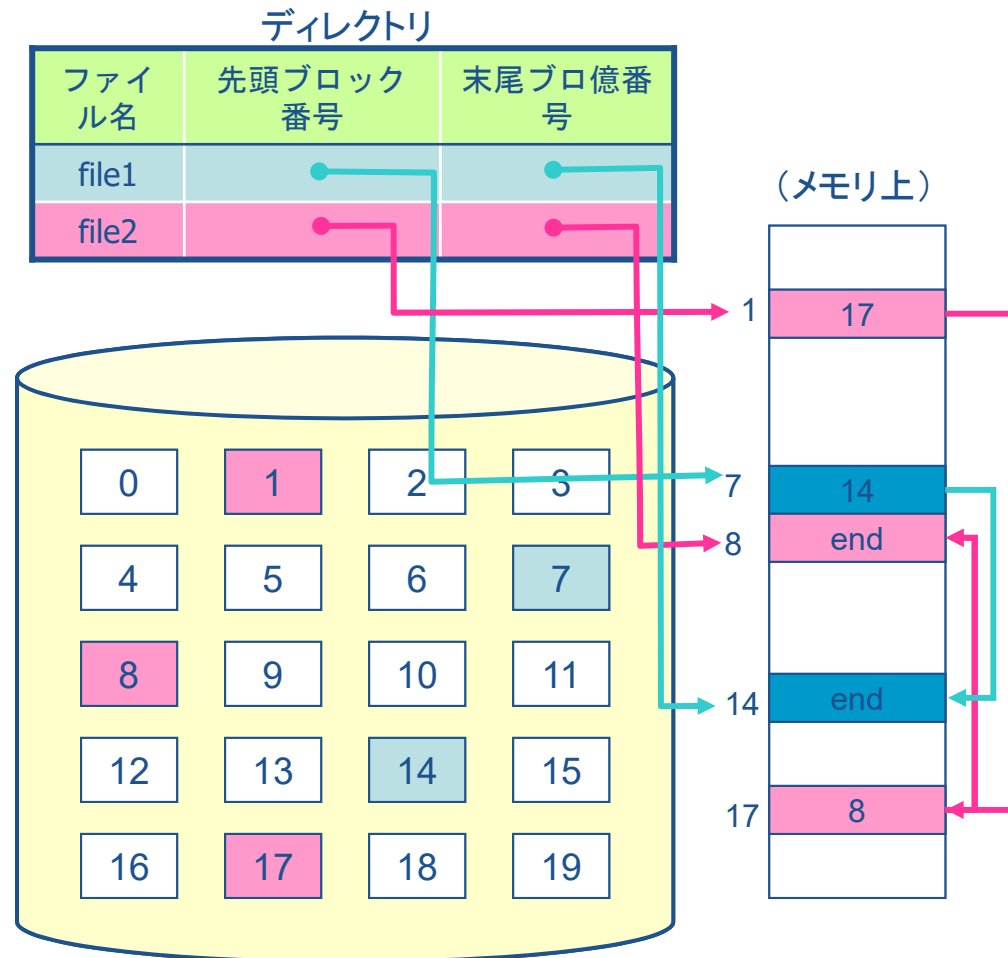 ディレクトリ
ファイ
ル名
先頭ブロック
番号
末尾ブロ億番
号
file1
file2
（メモリ上）
1
17
7
14
8
end
14
end
17
8
0 1 2 3
4 5 6 7
8 9 10 11
12 13 14 15
16 17 18 19